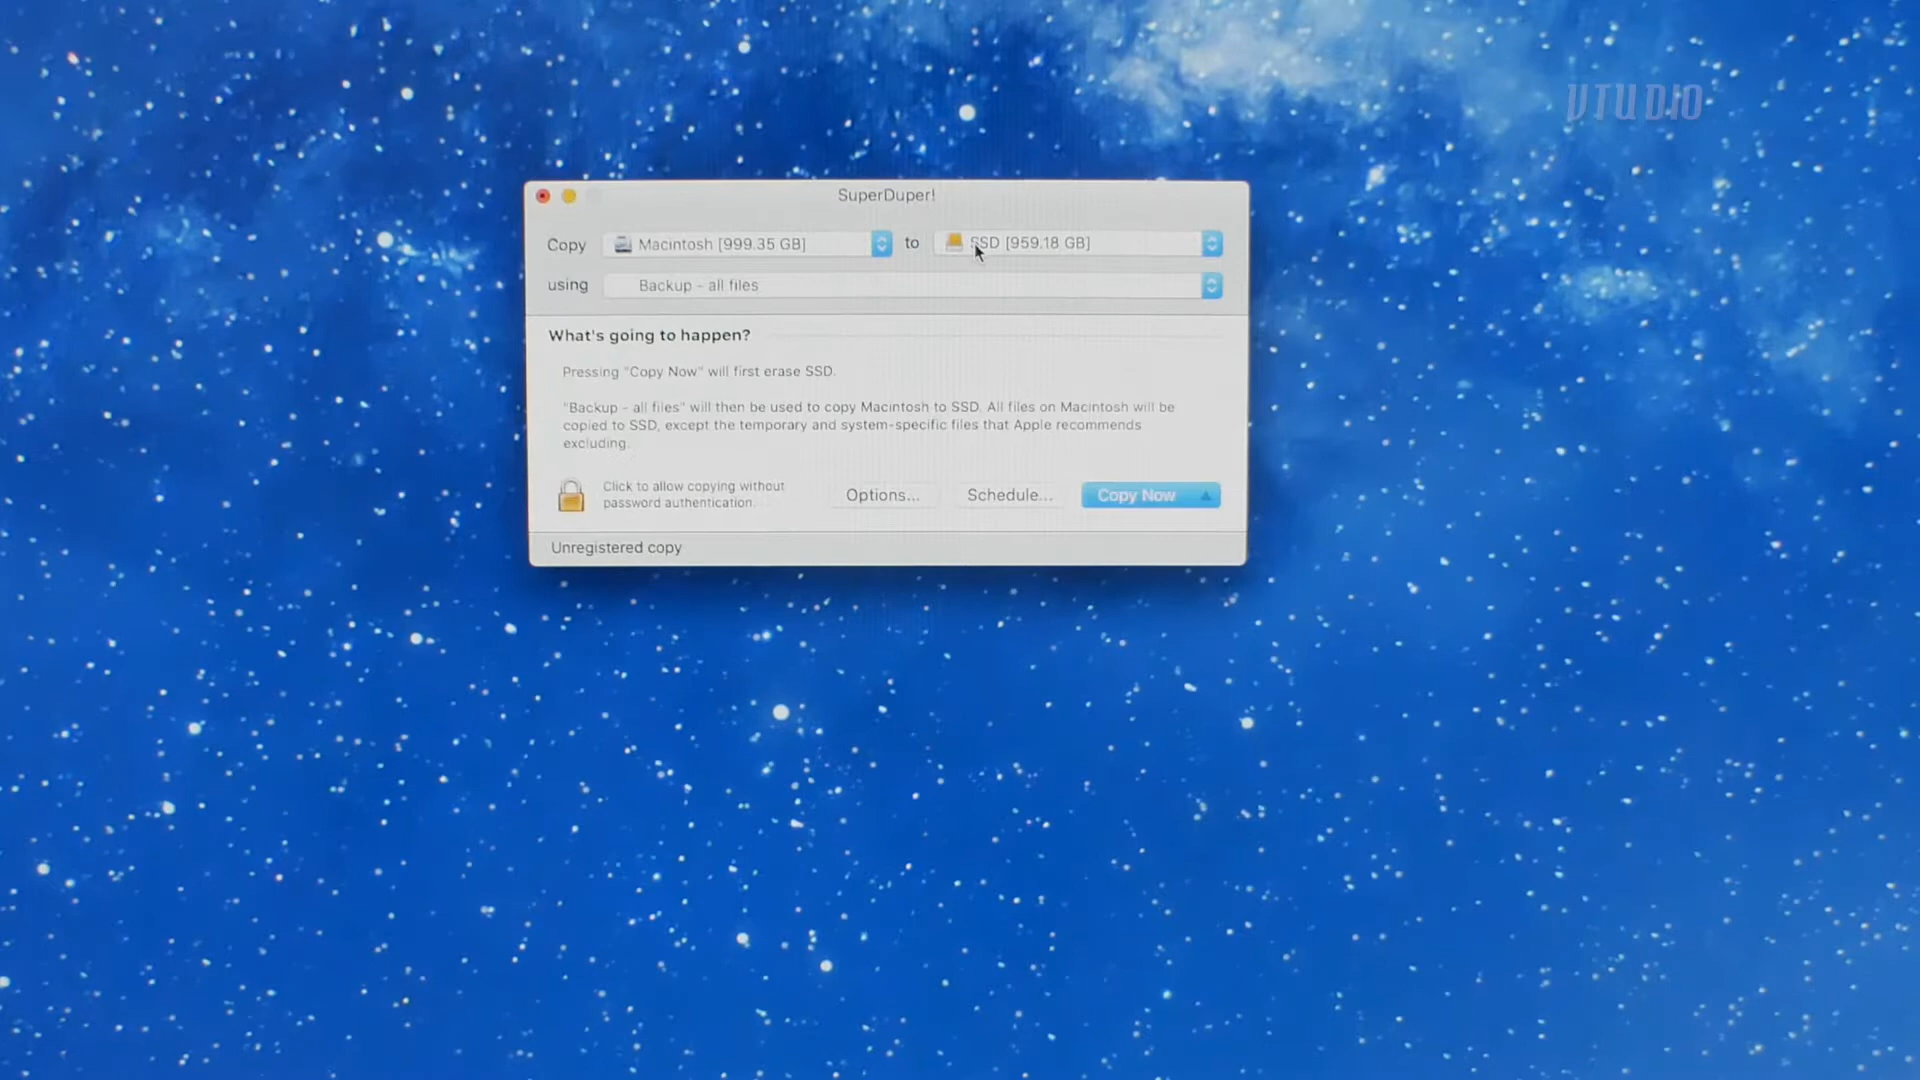 VTUDIO
SuperDuper!
Copy Macintosh [999.35 GB] to SSD [959.18 GB]
using Backup - all files
What's going to happen?
Pressing "Copy Now" will first erase SSD.
"Backup - all files" will then be used to copy Macintosh to SSD. All files on Macintosh will be
copied to SSD, except the temporary and system-specific files that Apple recommends
excluding.
Click to allow copying without
password authentication.
Options...
Schedule...
Copy Now
Unregistered copy